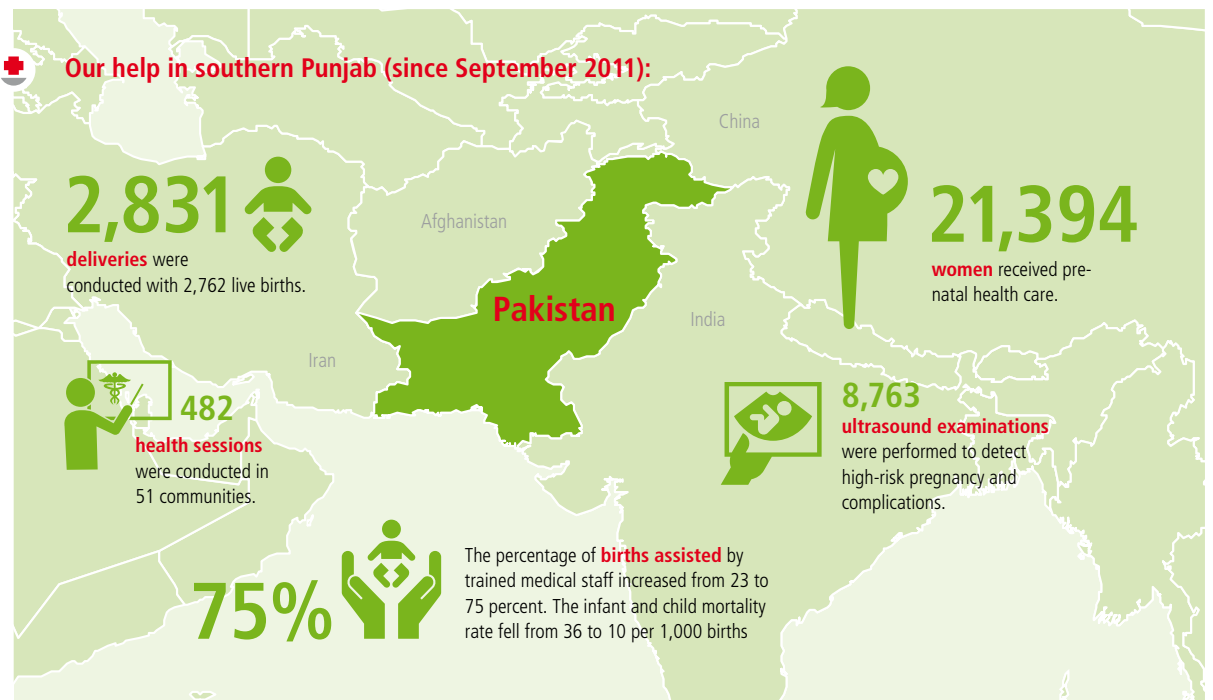 Our help in southern Punjab (since September 2011):
China
2,831
deliveries were
conducted with 2,762 live births.
Afghanistan
21,394
women received pre-
natal health care.
Pakistan
India
Iran
482
health sessions
were conducted in
51 communities.
8,763
ultrasound examinations
were performed to detect
high-risk pregnancy and
complications.
75%
The percentage of births assisted by
trained medical staff increased from 23 to
75 percent. The infant and child mortality
rate fell from 36 to 10 per 1,000 births